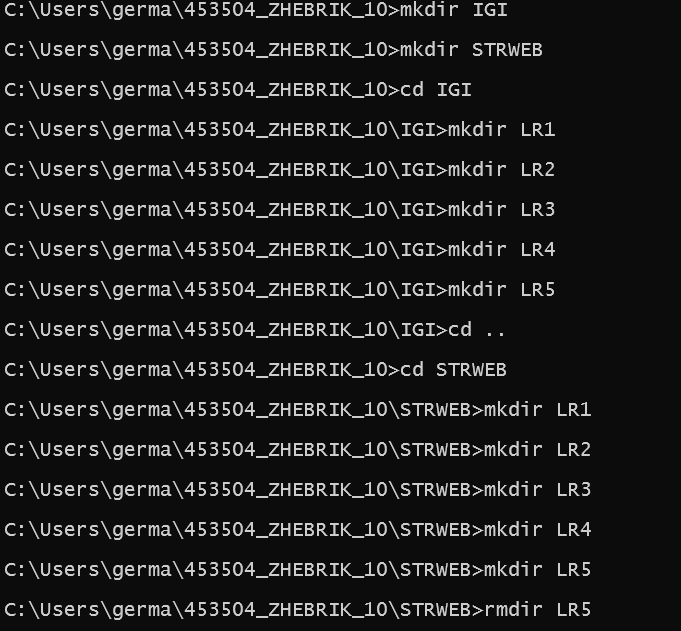 C:\Users\germa\453504_ZHEBRIK_10>mkdir IGI
C:\Users\germa\453504_ZHEBRIK_10>mkdir STRWEB
C:\Users\germa\453504_ZHEBRIK_10>cd IGI
C:\Users\germa\453504_ZHEBRIK_10\IGI>mkdir LR1
C:\Users\germa\453504_ZHEBRIK_10\IGI>mkdir LR2
C:\Users\germa\453504_ZHEBRIK_10\IGI>mkdir LR3
C:\Users\germa\453504_ZHEBRIK_10\IGI>mkdir LR4
C:\Users\germa\453504_ZHEBRIK_10\IGI>mkdir LR5
C:\Users\germa\453504_ZHEBRIK_10\IGI>cd ..
C:\Users\germa\453504_ZHEBRIK_10>cd STRWEB
C:\Users\germa\453504_ZHEBRIK_10\STRWEB>mkdir LR1
C:\Users\germa\453504_ZHEBRIK_10\STRWEB>mkdir LR2
C:\Users\germa\453504_ZHEBRIK_10\STRWEB>mkdir LR3
C:\Users\germa\453504_ZHEBRIK_10\STRWEB>mkdir LR4
C:\Users\germa\453504_ZHEBRIK_10\STRWEB>mkdir LR5
C:\Users\germa\453504_ZHEBRIK_10\STRWEB>rmdir LR5